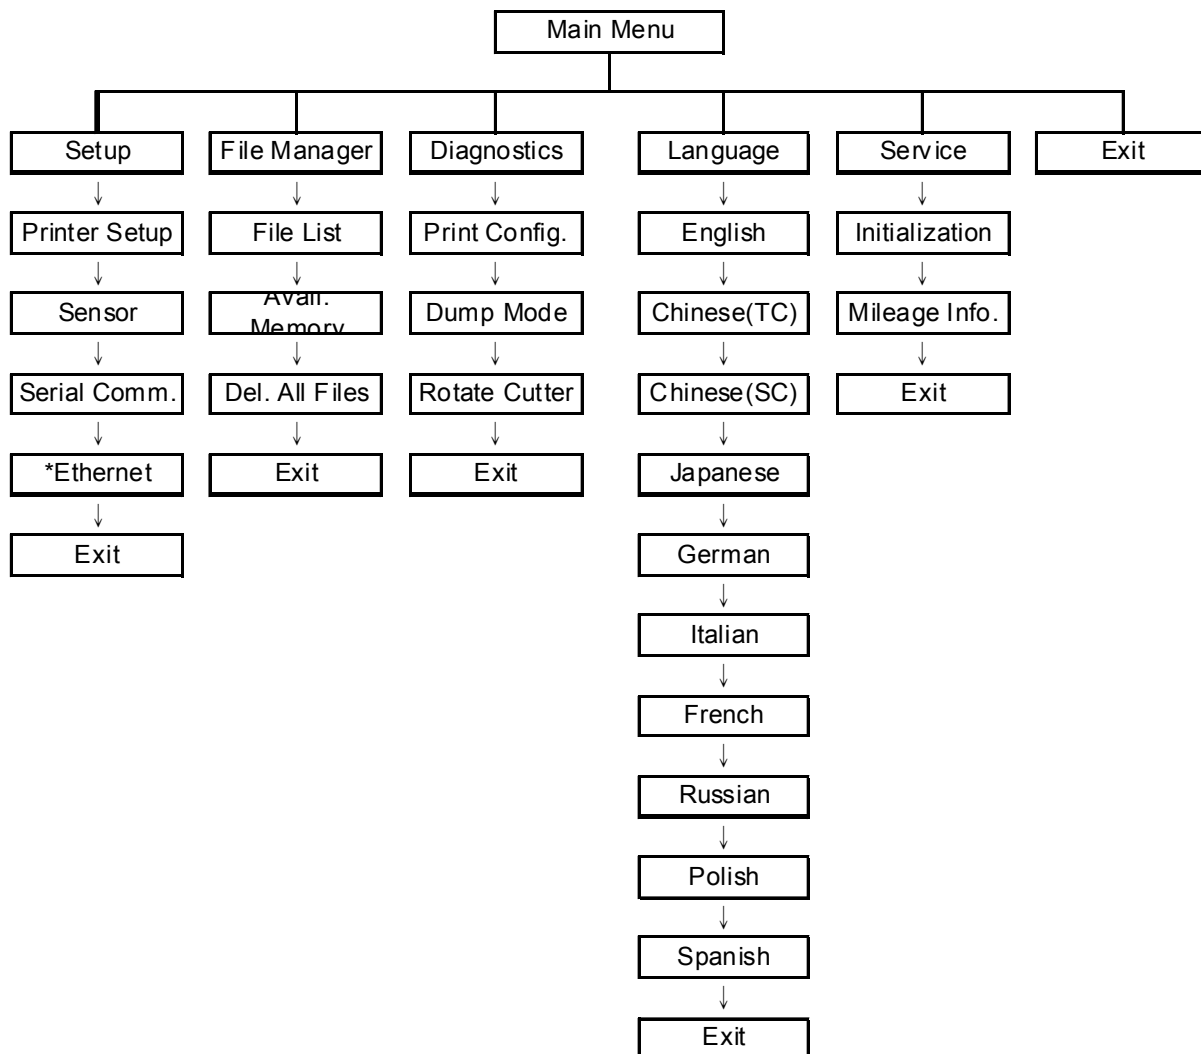 Main Menu
Setup
File Manager
Diagnostics
Language
Service
Exit
Printer Setup
File List
Print Config.
English
Initialization
Sensor
Avail.
Memory
Dump Mode
Chinese(TC)
Mileage Info.
Serial Comm.
Del. All Files
Rotate Cutter
Chinese(SC)
Exit
*Ethernet
Exit
Exit
Japanese
Exit
German
Italian
French
Russian
Polish
Spanish
Exit